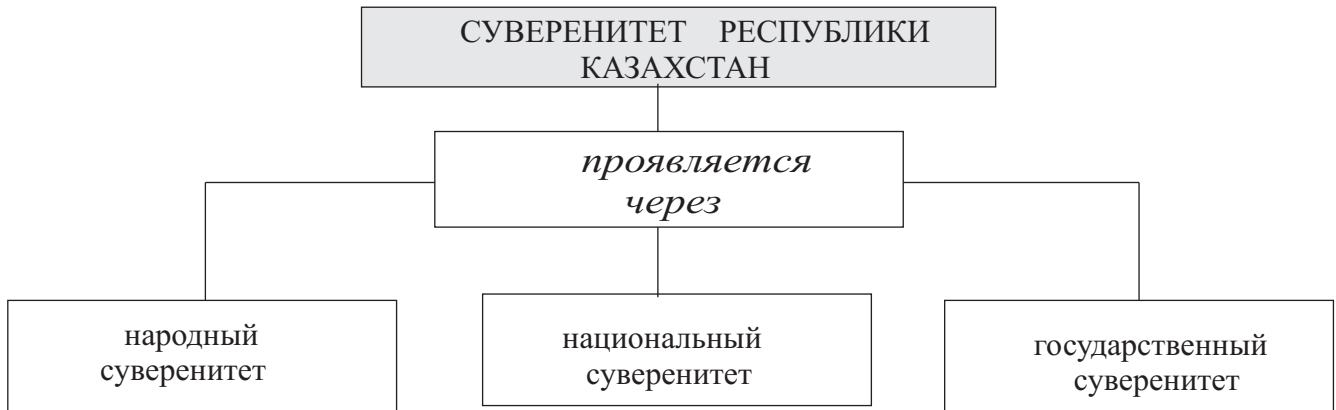 СУВЕРЕНИТЕТ РЕСПУБЛИКИ
КАЗАХСТАН
проявляется
через
народный
суверенитет
национальный
суверенитет
государственный
суверенитет